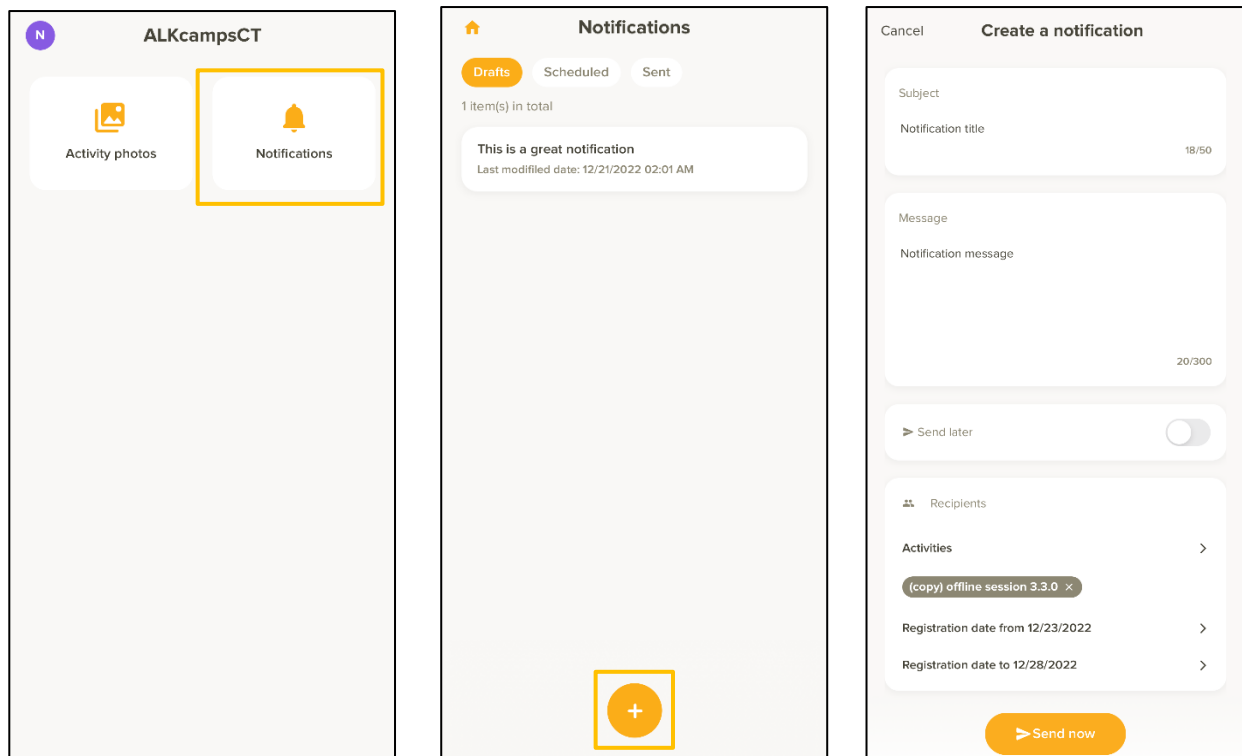 N
ALKcampsCT
Activity photos
Notifications
Notifications
Drafts
Scheduled
Sent
1 item(s) in total
This is a great notification
Last modifiled date: 12/21/2022 02:01 AM
+
Cancel
Create a notification
Subject
Notification title
18/50
Message
Notification message
20/300
Send later
Recipients
Activities
(copy) offline session 3.3.0 ×
Registration date from 12/23/2022
Registration date to 12/28/2022
Send now